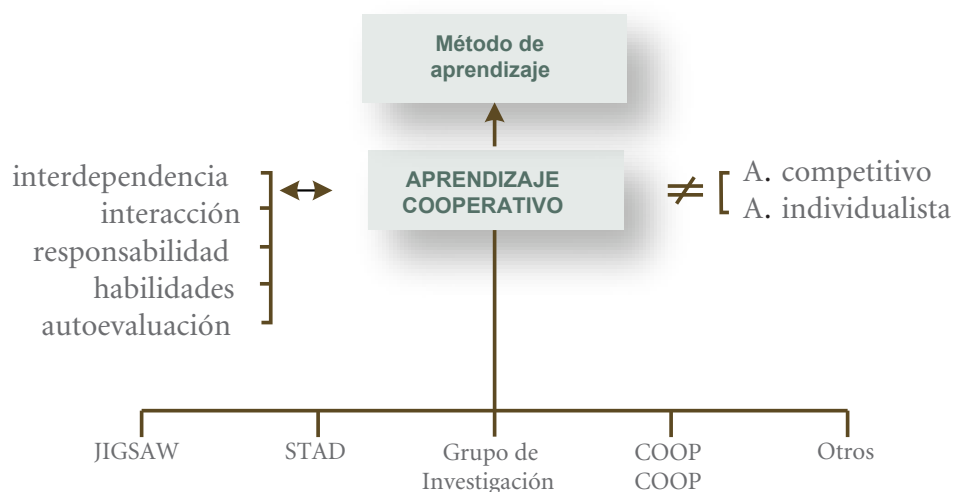 Método de
aprendizaje
interdependencia
interacción
responsabilidad
habilidades
autoevaluación
APRENDIZAJE
COOPERATIVO
≠
A. competitivo
A. individualista
JIGSAW
STAD
Grupo de
Investigación
COOP
COOP
Otros